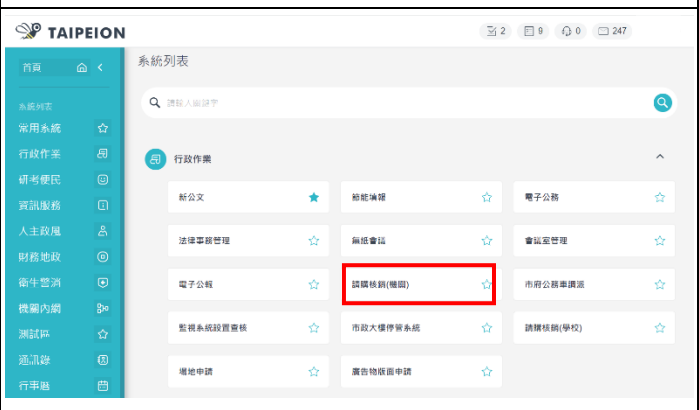 TAIPEION
2
9
0
247
首頁
系統列表
請輸入關鍵字
系統列表
常用系統
行政作業
研考便民
資訊服務
人主政風
財務地政
衛生警消
機關內網
測試區
通訊錄
行事曆
行政作業
新公文
節能填報
電子公務
法律事務管理
無紙會議
會議室管理
電子公報
請購核銷(機關)
市府公務車調派
監視系統設置查核
市政大樓停管系統
請購核銷(學校)
場地申請
廣告物版面申請